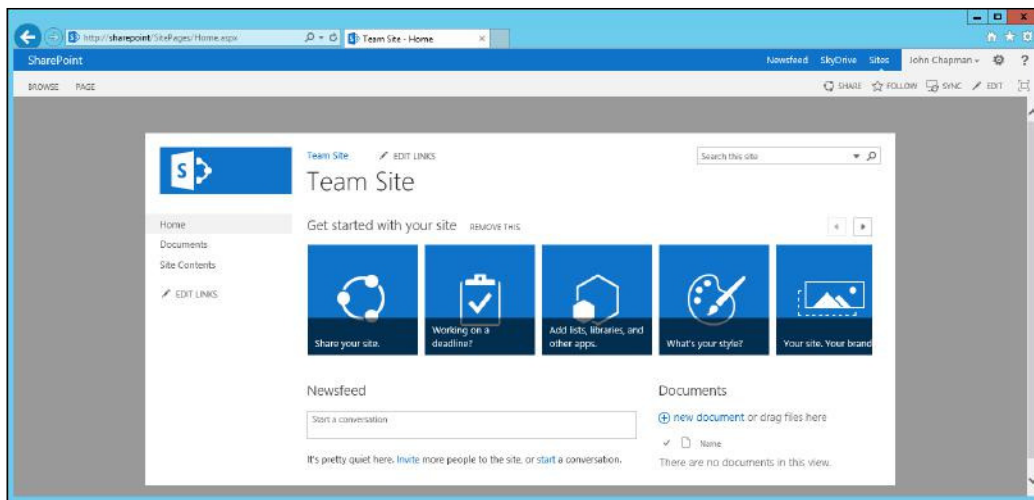 http://sharepoint/SitePages/Home.aspx
Team Site - Home
SharePoint
Newsfeed SkyDrive Sites John Chapman ?
BROWSE PAGE
SHARE FOLLOW SYNC EDIT
S
Team Site EDIT LINKS
Search this site
Team Site
Home
Documents
Site Contents
EDIT LINKS
Get started with your site REMOVE THIS
Share your site.
Working on a
deadline?
Add lists, libraries, and
other apps.
What's your style?
Your site. Your brand
Newsfeed
Start a conversation
It's pretty quiet here. Invite more people to the site, or start a conversation.
Documents
new document or drag files here
Name
There are no documents in this view.